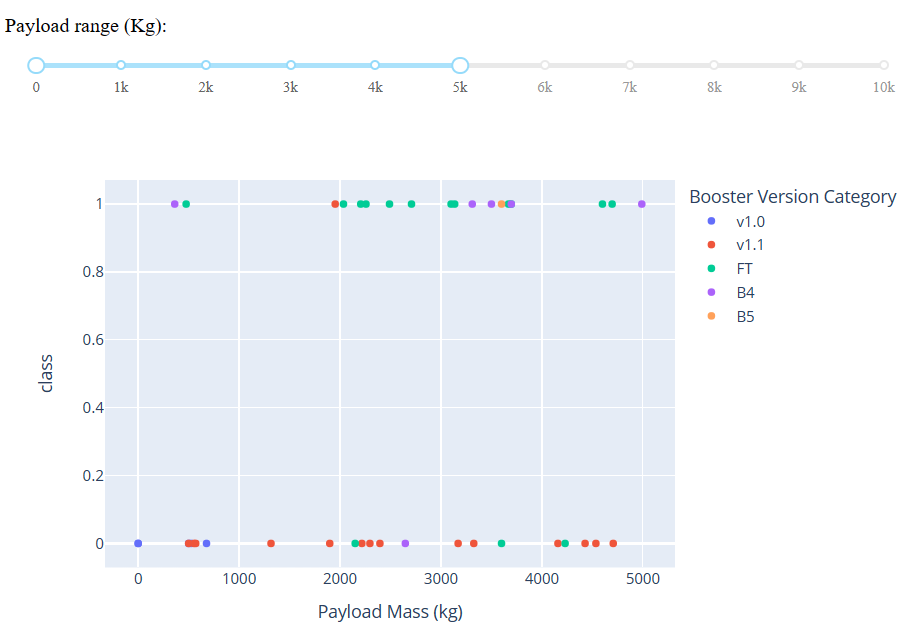 Payload range (Kg):
0 1k 2k 3k 4k 5k 6k 7k 8k 9k 10k
Booster Version Category
v1.0
v1.1
FT
B4
B5
1
0.8
0.6
0.4
0.2
0
class
0 1000 2000 3000 4000 5000
Payload Mass (kg)